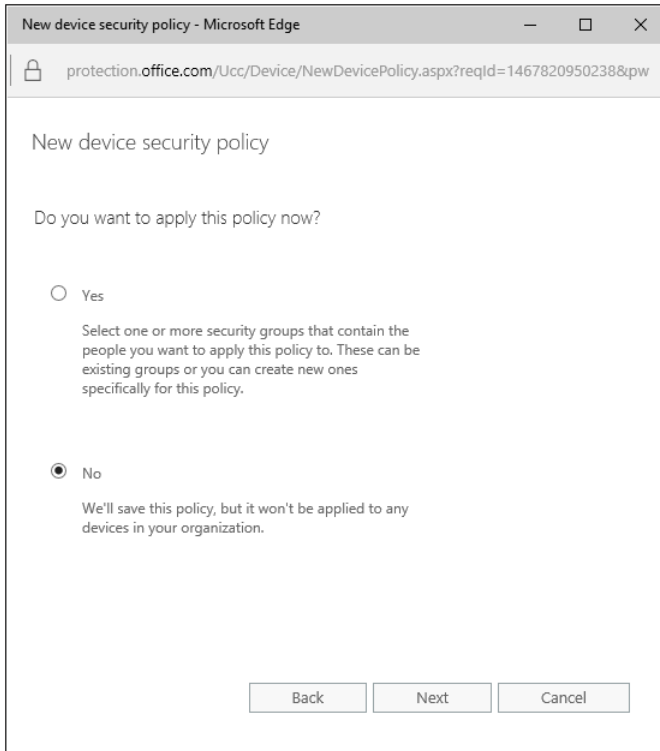 New device security policy - Microsoft Edge
protection.office.com/Ucc/Device/NewDevicePolicy.aspx?reqId=1467820950238&pw
New device security policy
Do you want to apply this policy now?
Yes
Select one or more security groups that contain the
people you want to apply this policy to. These can be
existing groups or you can create new ones
specifically for this policy.
No
We'll save this policy, but it won't be applied to any
devices in your organization.
Back Next Cancel